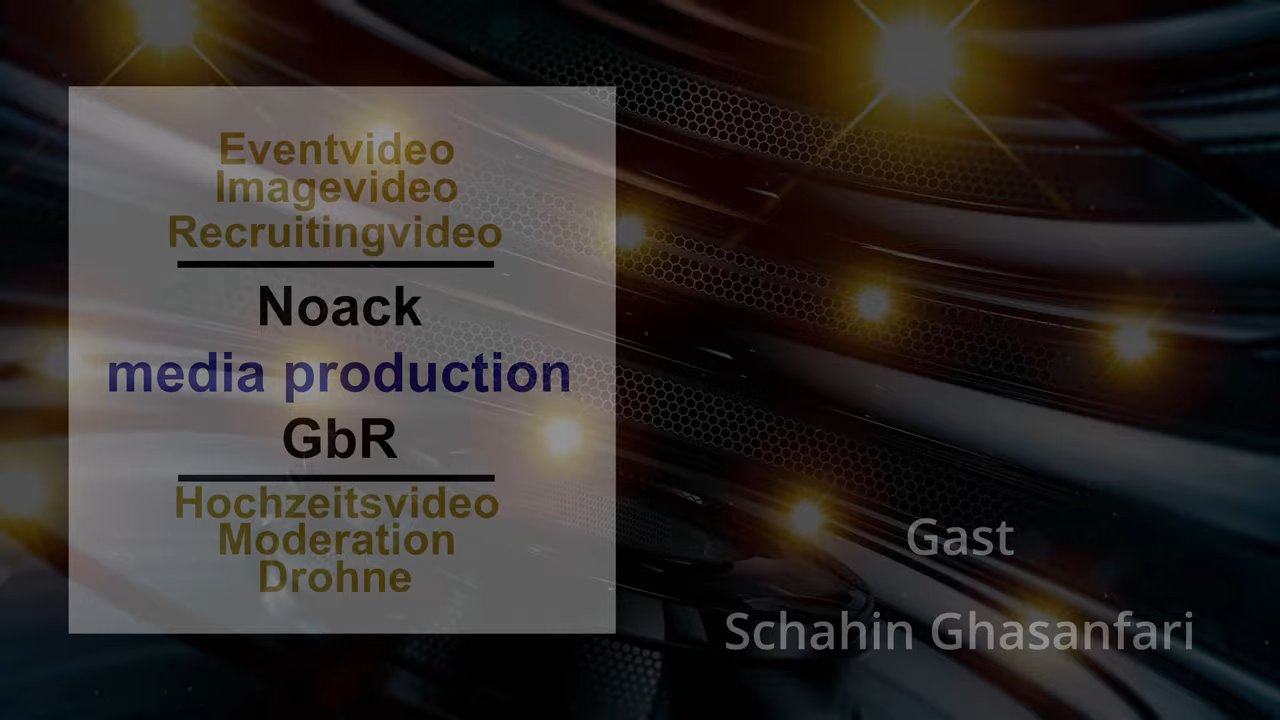 Eventvideo
Imagevideo
Recruitingvideo
Noack
media production
GbR
Hochzeitsvideo
Moderation
Drohne
Gast
Schahin Ghasanfari